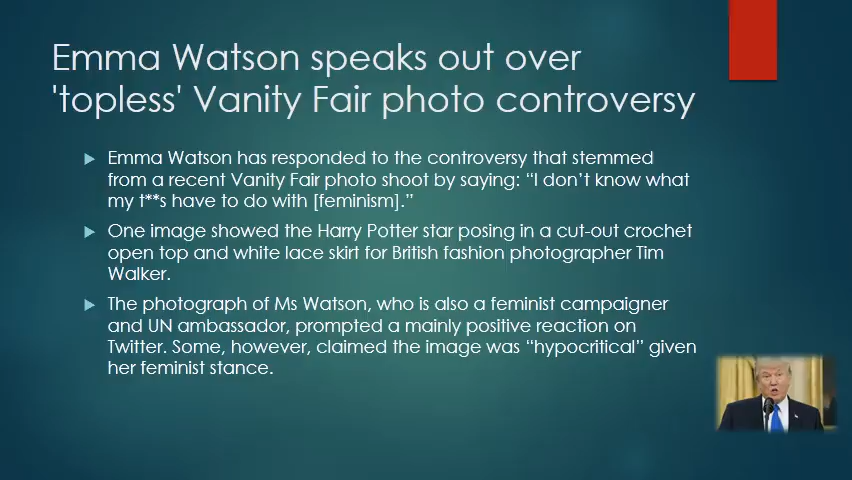 Emma Watson speaks out over
'topless' Vanity Fair photo controversy
Emma Watson has responded to the controversy that stemmed
from a recent Vanity Fair photo shoot by saying: “I don’t know what
my t**s have to do with [feminism].”
One image showed the Harry Potter star posing in a cut-out crochet
open top and white lace skirt for British fashion photographer Tim
Walker.
The photograph of Ms Watson, who is also a feminist campaigner
and UN ambassador, prompted a mainly positive reaction on
Twitter. Some, however, claimed the image was “hypocritical” given
her feminist stance.